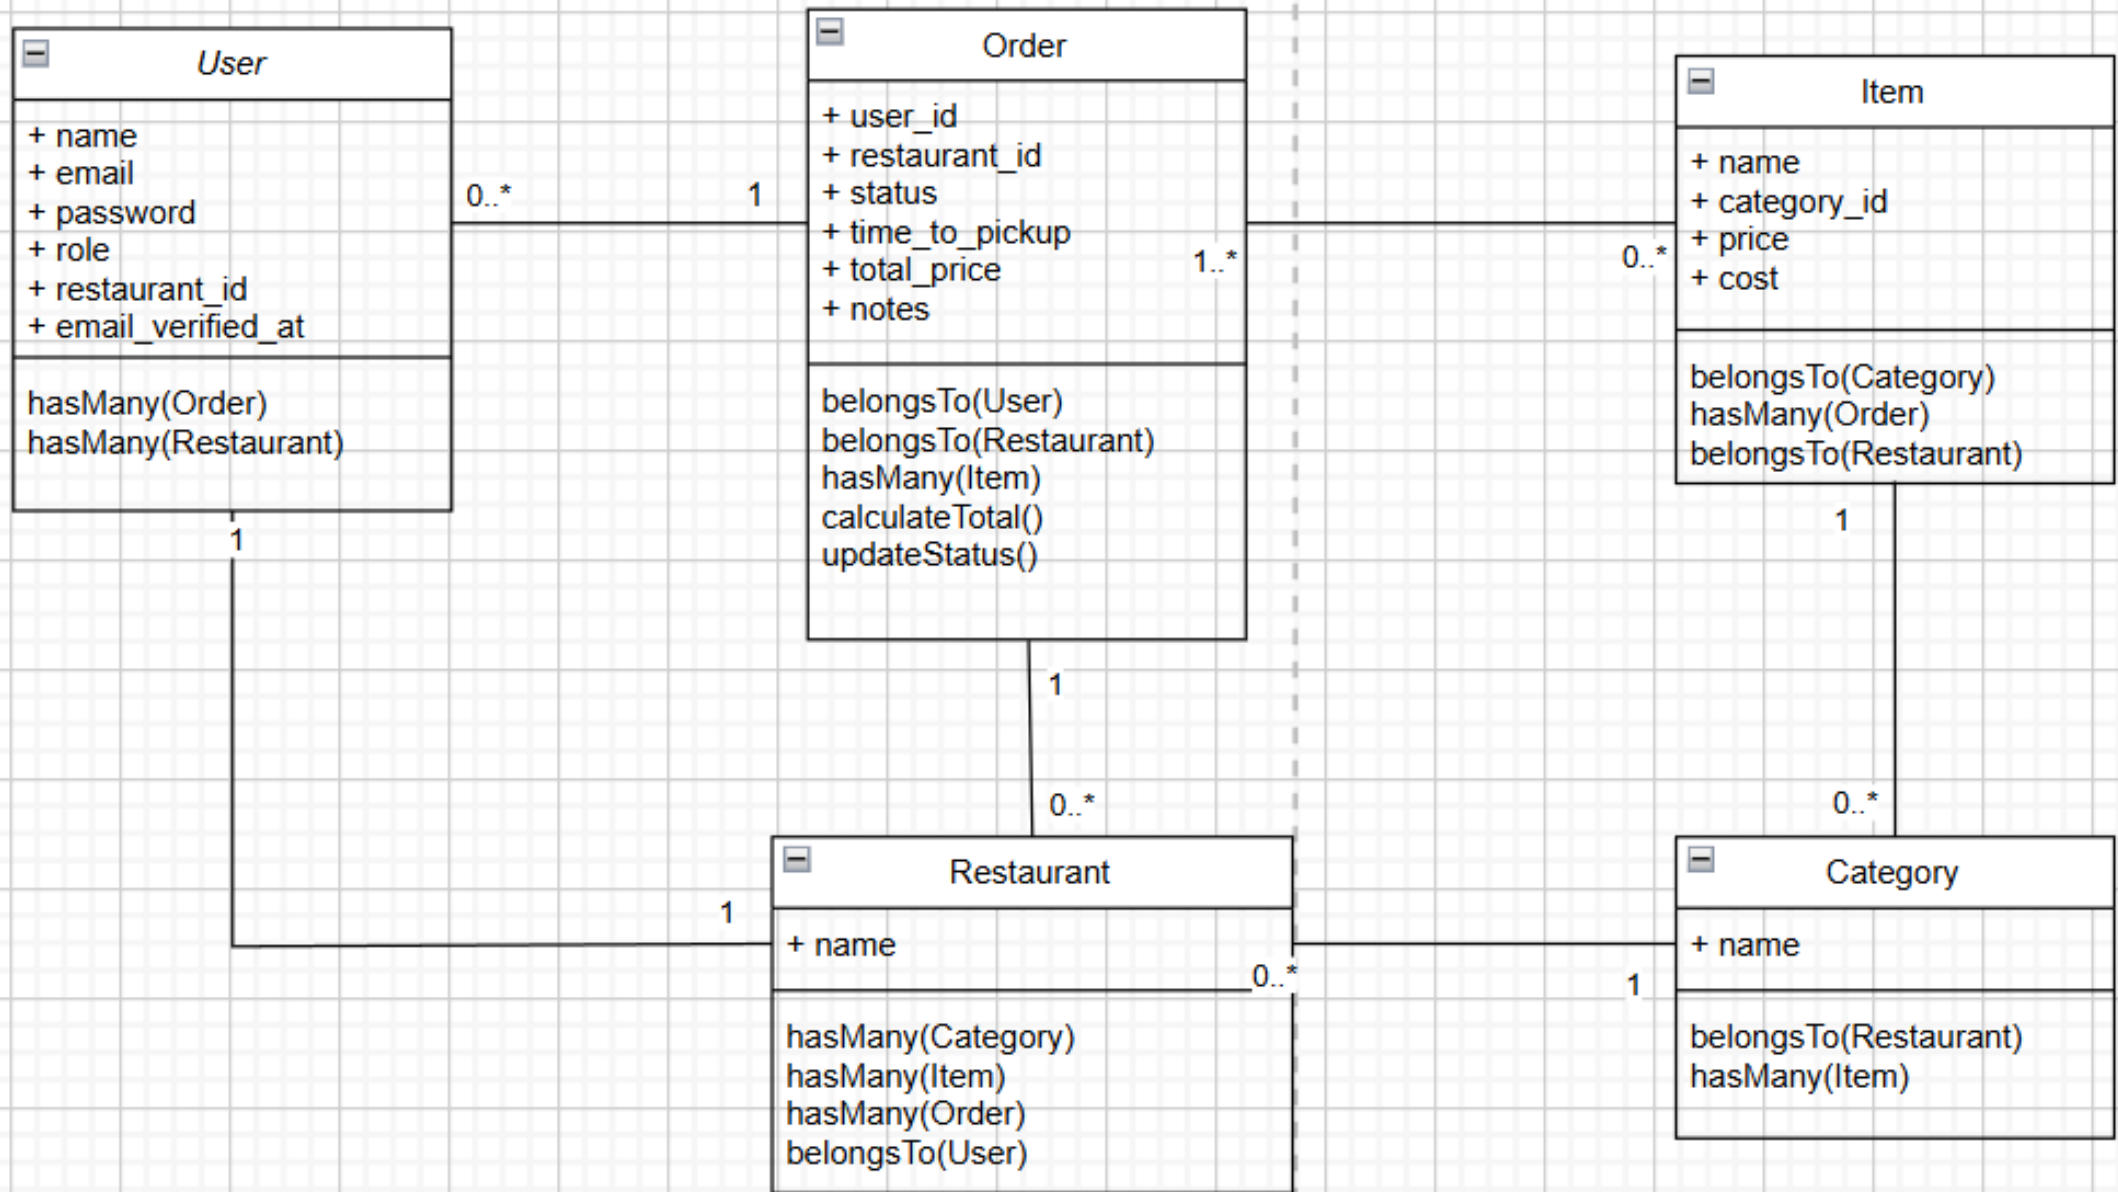 User
+ name
+ email
+ password
+ role
+ restaurant_id
+ email_verified_at
hasMany(Order)
hasMany(Restaurant)
0..*
1
Order
+ user_id
+ restaurant_id
+ status
+ time_to_pickup
+ total_price
+ notes
belongsTo(User)
belongsTo(Restaurant)
hasMany(Item)
calculateTotal()
updateStatus()
1..*
0..*
Item
+ name
+ category_id
+ price
+ cost
belongsTo(Category)
hasMany(Order)
belongsTo(Restaurant)
1
1
1
0..*
0..*
1
Restaurant
+ name
hasMany(Category)
hasMany(Item)
hasMany(Order)
belongsTo(User)
0..*
1
Category
+ name
belongsTo(Restaurant)
hasMany(Item)